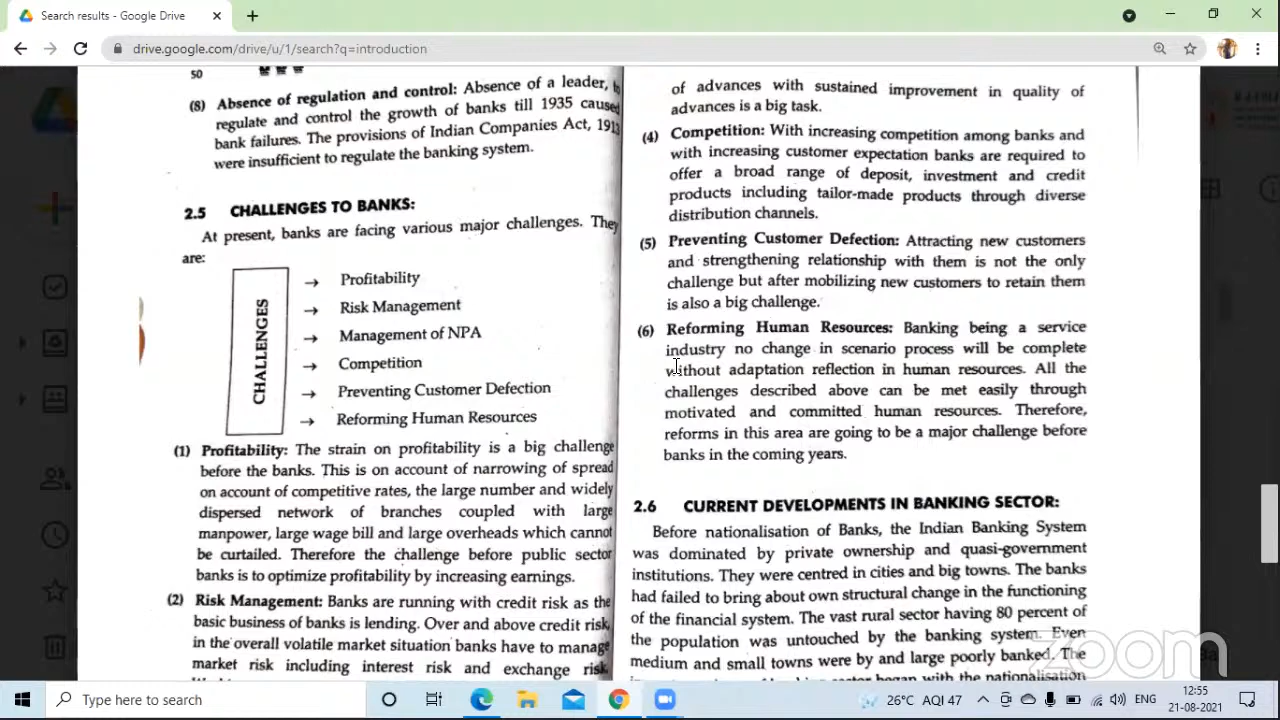 Search results - Google Drive
drive.google.com/drive/u/1/search?q=introduction
50
(8) Absence of regulation and control: Absence of a leader, to
regulate and control the growth of banks till 1935 caused
bank failures. The provisions of Indian Companies Act, 1913
were insufficient to regulate the banking system.
2.5 CHALLENGES TO BANKS:
At present, banks are facing various major challenges. They
are:
CHALLENGES
→ Profitability
→ Risk Management
→ Management of NPA
→ Competition
→ Preventing Customer Defection
→ Reforming Human Resources
(1) Profitability: The strain on profitability is a big challenge
before the banks. This is on account of narrowing of spread
on account of competitive rates, the large number and widely
dispersed network of branches coupled with large
manpower, large wage bill and large overheads which cannot
be curtailed. Therefore the challenge before public sector
banks is to optimize profitability by increasing earnings.
(2) Risk Management: Banks are running with credit risk as the
basic business of banks is lending. Over and above credit risk,
in the overall volatile market situation banks have to manage
market risk including interest risk and exchange risk.
of advances with sustained improvement in quality of
advances is a big task.
(4) Competition: With increasing competition among banks and
with increasing customer expectation banks are required to
offer a broad range of deposit, investment and credit
products including tailor-made products through diverse
distribution channels.
(5) Preventing Customer Defection: Attracting new customers
and strengthening relationship with them is not the only
challenge but after mobilizing new customers to retain them
is also a big challenge.
(6) Reforming Human Resources: Banking being a service
industry no change in scenario process will be complete
without adaptation reflection in human resources. All the
challenges described above can be met easily through
motivated and committed human resources. Therefore,
reforms in this area are going to be a major challenge before
banks in the coming years.
2.6 CURRENT DEVELOPMENTS IN BANKING SECTOR:
Before nationalisation of Banks, the Indian Banking System
was dominated by private ownership and quasi-government
institutions. They were centred in cities and big towns. The banks
had failed to bring about own structural change in the functioning
of the financial system. The vast rural sector having 80 percent of
the population was untouched by the banking system. Even
medium and small towns were by and large poorly banked. The
began with the nationalisation
zoom
Type here to search
26°C AQI 47
ENG
12:55
21-08-2021